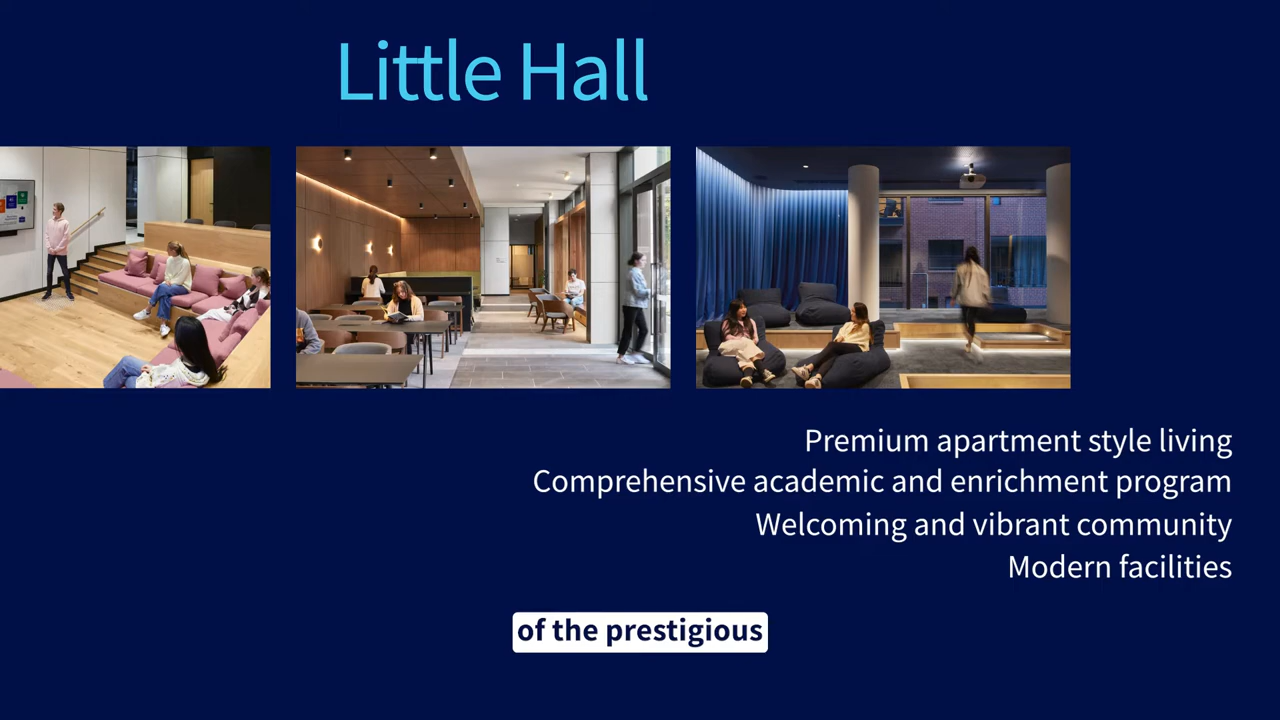 Little Hall
Premium apartment style living
Comprehensive academic and enrichment program
Welcoming and vibrant community
Modern facilities
of the prestigious